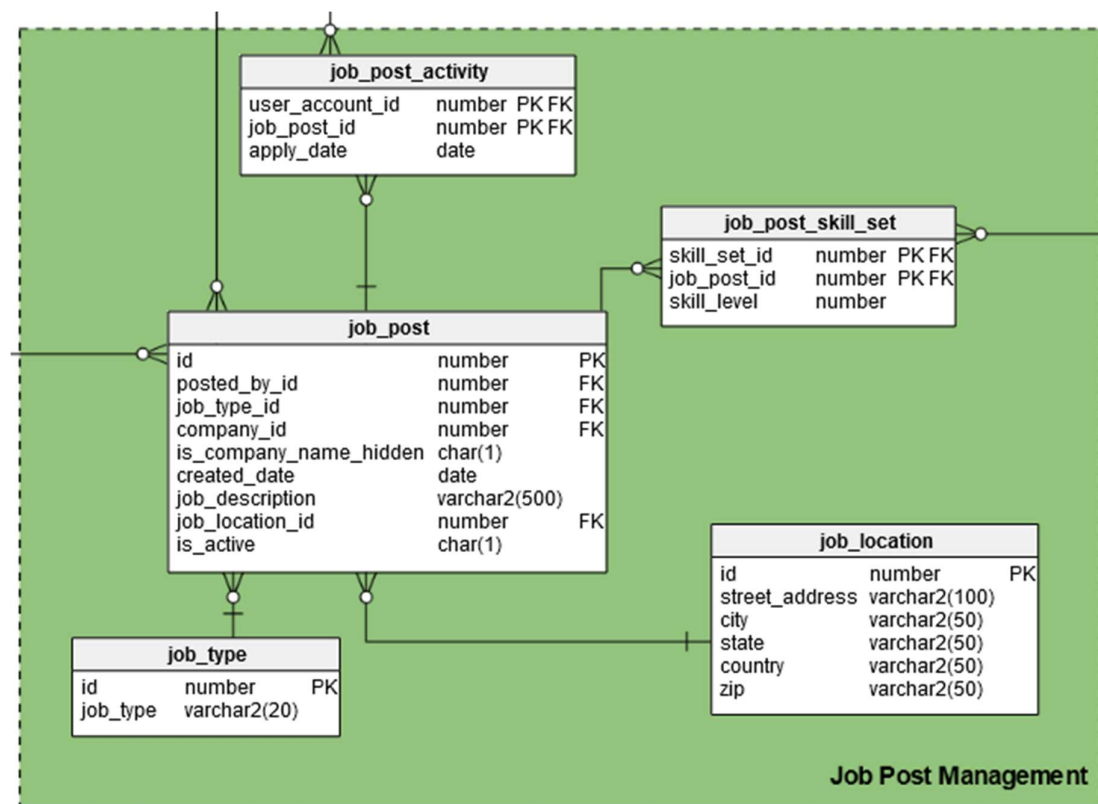 job_post_activity
user_account_id number PK FK
job_post_id number PK FK
apply_date date
job_post_skill_set
skill_set_id number PK FK
job_post_id number PK FK
skill_level number
job_post
id number PK
posted_by_id number FK
job_type_id number FK
company_id number FK
is_company_name_hidden char(1)
created_date date
job_description varchar2(500)
job_location_id number FK
is_active char(1)
job_location
id number PK
street_address varchar2(100)
city varchar2(50)
state varchar2(50)
country varchar2(50)
zip varchar2(50)
job_type
id number PK
job_type varchar2(20)
Job Post Management